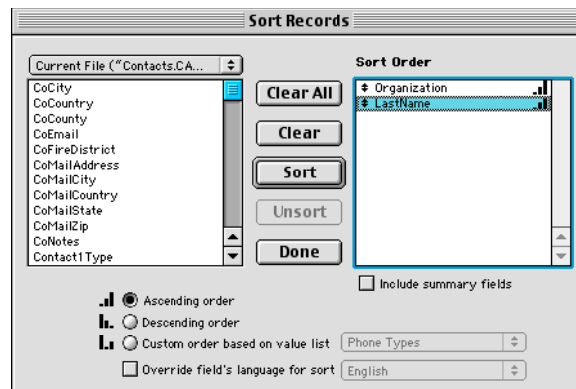 Sort Records
Current File ("Contacts.CA...
Sort Order
CoCity
CoCountry
CoCounty
CoEmail
CoFireDistrict
CoMailAddress
CoMailCity
CoMailCountry
CoMailState
CoMailZip
CoNotes
Contact1Type
Clear All
Clear
Sort
Unsort
Done
Organization
LastName
Include summary fields
Ascending order
Descending order
Custom order based on value list Phone Types
Override field's language for sort English